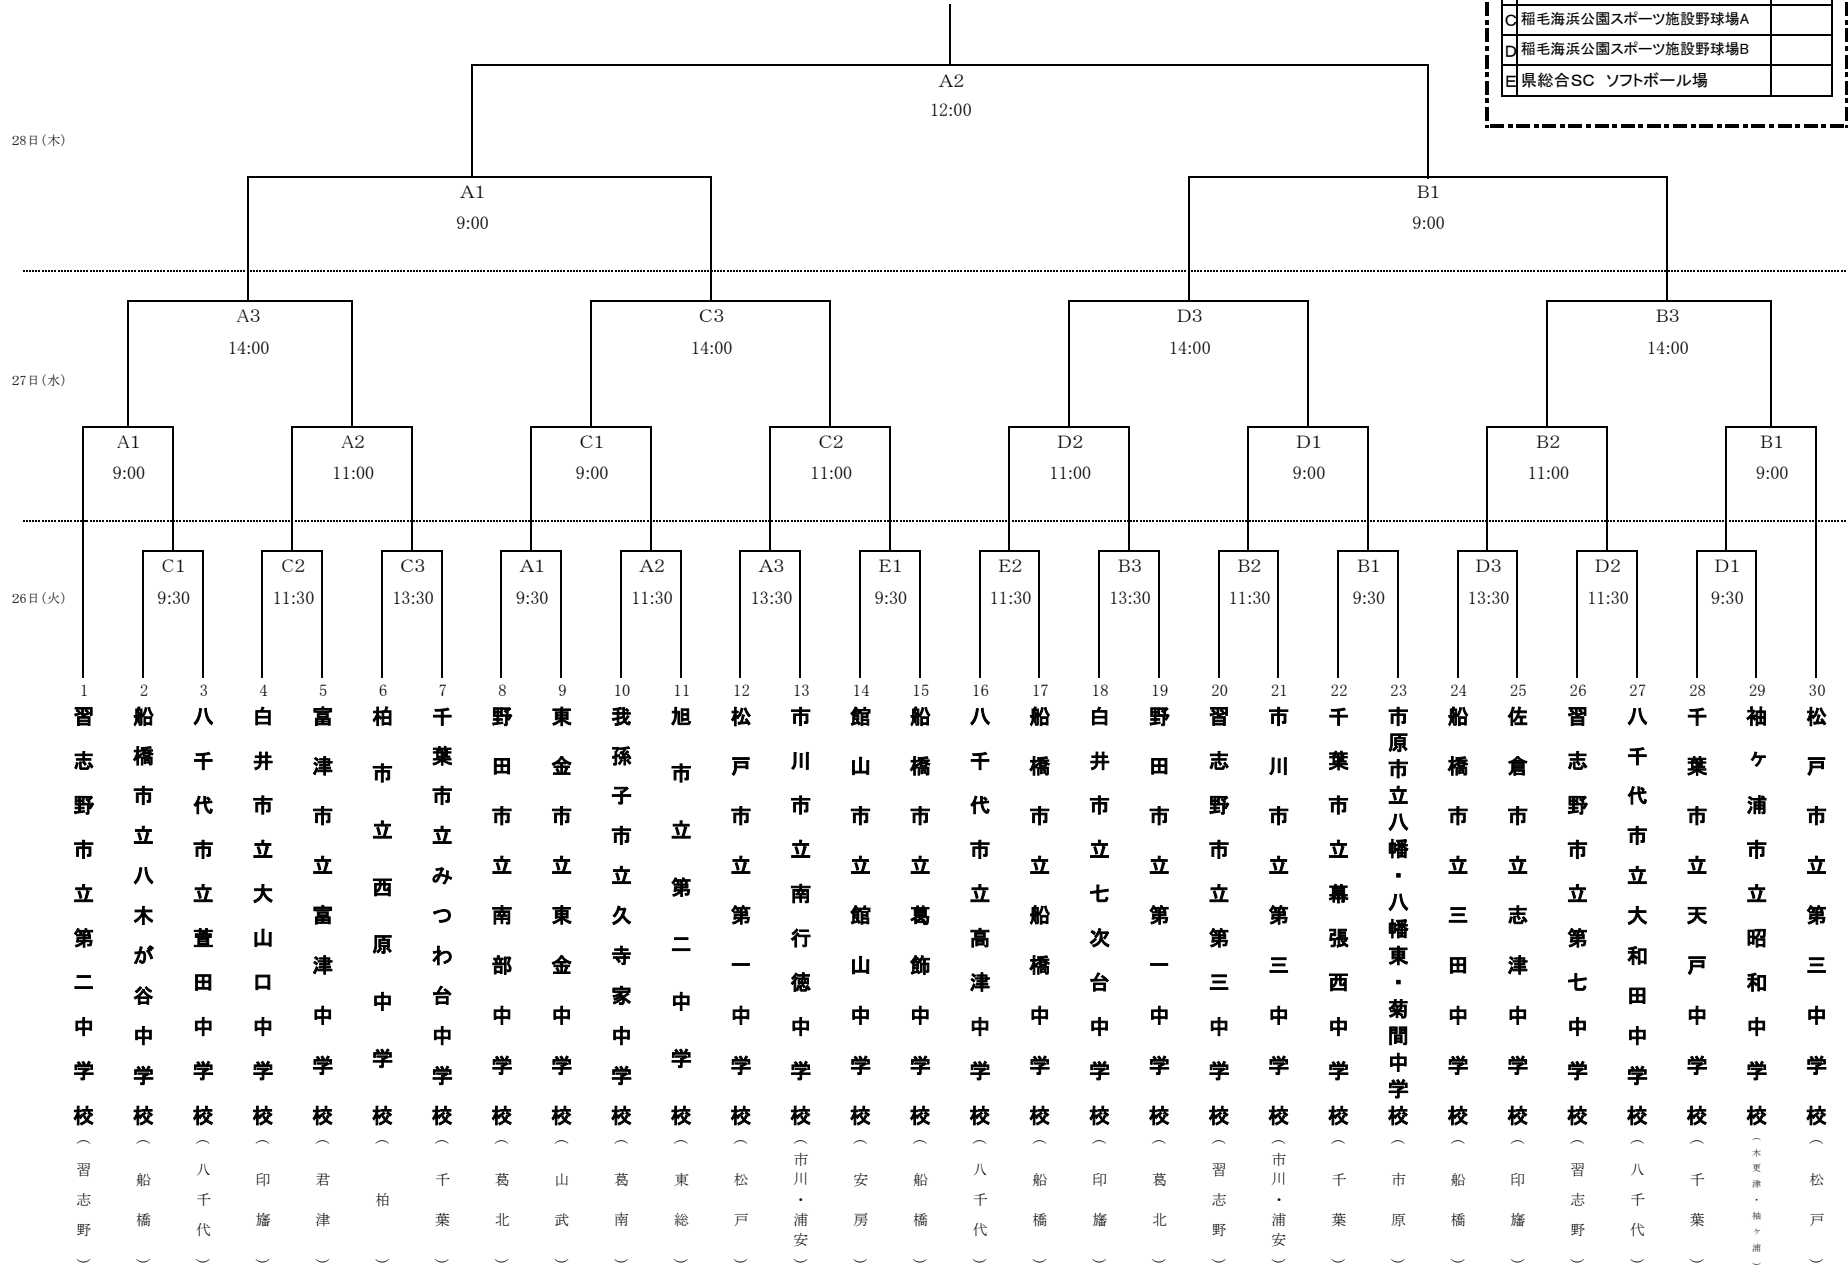 C 稲毛海浜公園スポーツ施設野球場A
D 稲毛海浜公園スポーツ施設野球場B
E 県総合SC　ソフトボール場
A2
12:00
28日(木)
A1 B1
9:00 9:00
A3 C3 D3 B3
14:00 14:00 14:00 14:00
27日(水)
A1 A2 C1 C2 D2 D1 B2 B1
9:00 11:00 9:00 11:00 11:00 9:00 11:00 9:00
C1 C2 C3 A1 A2 A3 E1 E2 B3 B2 B1 D3 D2 D1
26日(火) 9:30 11:30 13:30 9:30 11:30 13:30 9:30 11:30 13:30 11:30 9:30 13:30 11:30 9:30
1 習志野市立第二中学校（習志野）
2 船橋市立八木が谷中学校（船橋）
3 八千代市立萱田中学校（八千代）
4 白井市立大山口中学校（印旛）
5 富津市立富津中学校（君津）
6 柏市立西原中学校（柏）
7 千葉市立みつわ台中学校（千葉）
8 野田市立南部中学校（葛北）
9 東金市立東金中学校（山武）
10 我孫子市立久寺家中学校（葛南）
11 旭市立第二中学校（東総）
12 松戸市立第一中学校（松戸）
13 市川市立南行徳中学校（市川・浦安）
14 館山市立館山中学校（安房）
15 船橋市立葛飾中学校（船橋）
16 八千代市立高津中学校（八千代）
17 船橋市立船橋中学校（船橋）
18 白井市立七次台中学校（印旛）
19 野田市立第一中学校（葛北）
20 習志野市立第三中学校（習志野）
21 市川市立第三中学校（市川・浦安）
22 千葉市立幕張西中学校（千葉）
23 市原市立八幡・八幡東・菊間中学校（市原）
24 船橋市立三田中学校（船橋）
25 佐倉市立志津中学校（印旛）
26 習志野市立第七中学校（習志野）
27 八千代市立大和田中学校（八千代）
28 千葉市立天戸中学校（千葉）
29 袖ヶ浦市立昭和中学校（木更津・袖ヶ浦）
30 松戸市立第三中学校（松戸）